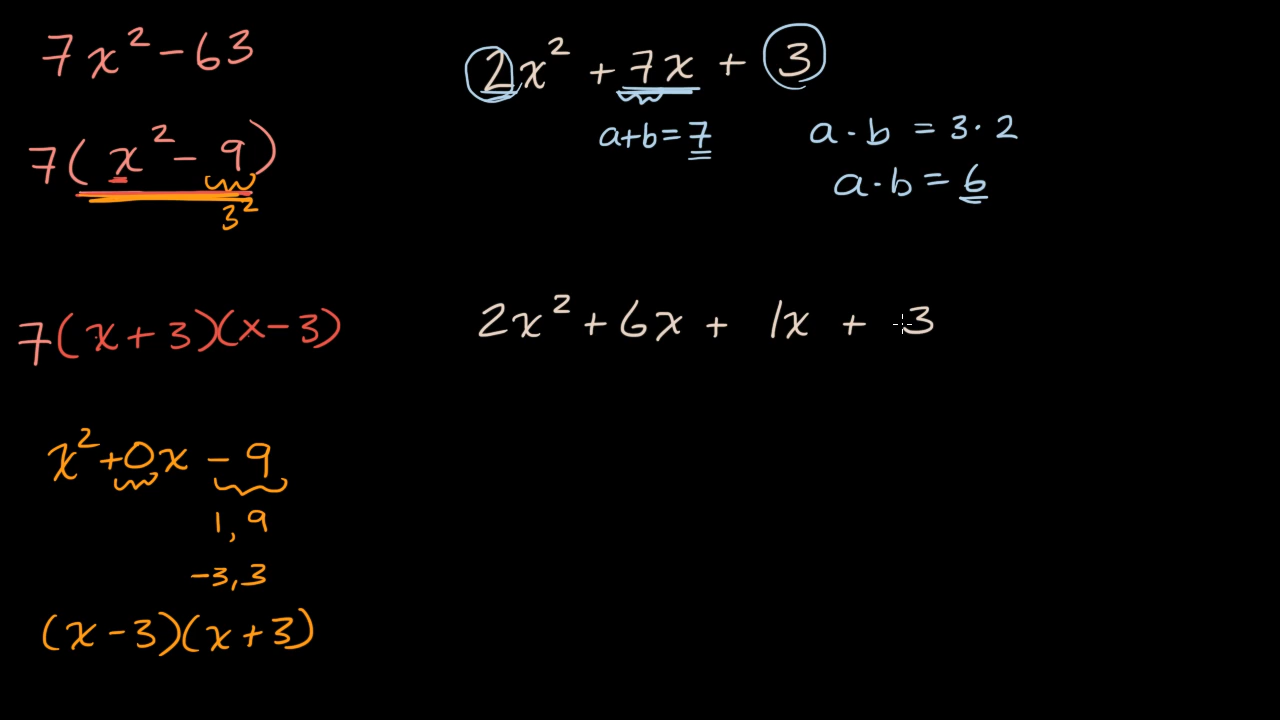 7x² - 63
7(x² - 9)
3²
7(x + 3)(x - 3)
x² + 0x - 9
1, 9
-3, 3
(x - 3)(x + 3)
2x² + 7x + 3
a + b = 7
a · b = 3 · 2
a · b = 6
2x² + 6x + 1x + 3